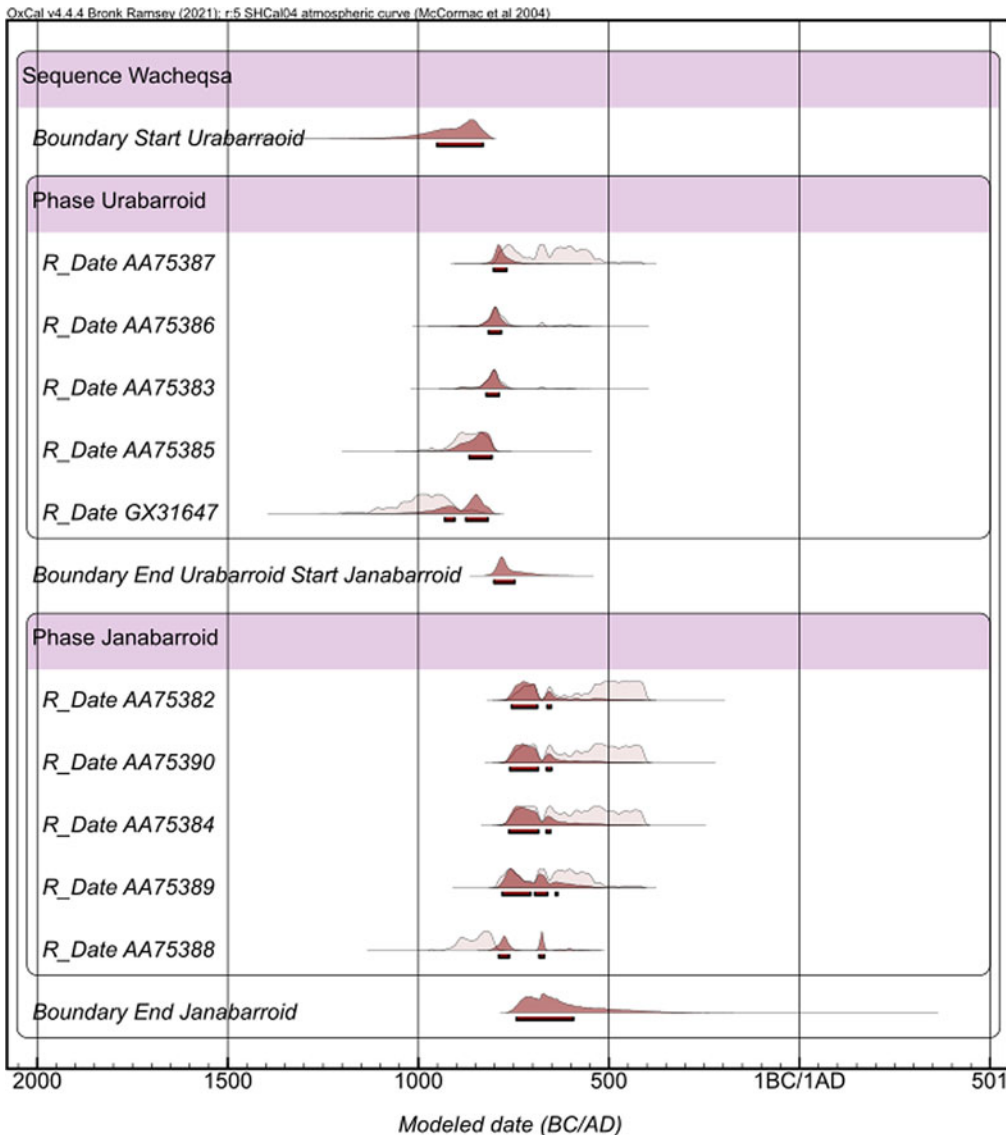 OxCal v4.4.4 Bronk Ramsey (2021); r:5 SHCal04 atmospheric curve (McCormac et al 2004)
Sequence Wacheqsa
Boundary Start Urabarraoid
Phase Urabarroid
R_Date AA75387
R_Date AA75386
R_Date AA75383
R_Date AA75385
R_Date GX31647
Boundary End Urabarroid Start Janabarroid
Phase Janabarroid
R_Date AA75382
R_Date AA75390
R_Date AA75384
R_Date AA75389
R_Date AA75388
Boundary End Janabarroid
2000 1500 1000 500 1BC/1AD 501
Modeled date (BC/AD)